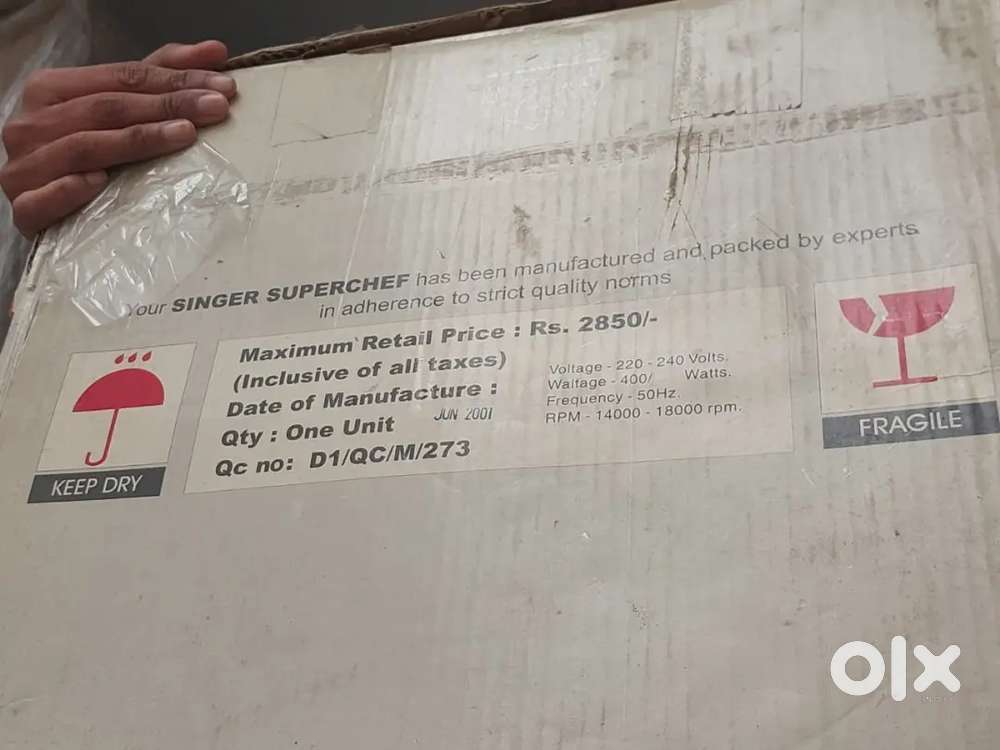 Your SINGER SUPERCHEF has been manufactured and packed by experts
in adherence to strict quality norms
Maximum Retail Price : Rs. 2850/-
(Inclusive of all taxes)
Date of Manufacture :
JUN 2001
Qty : One Unit
Qc no: D1/QC/M/273
Voltage - 220 - 240 Volts.
Waltage - 400/ Watts.
Frequency - 50Hz.
RPM - 14000 - 18000 rpm.
KEEP DRY
FRAGILE
olx